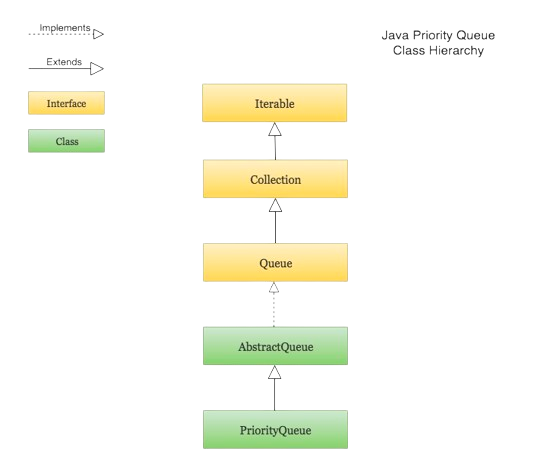 Implements
Extends
Interface
Class
Java Priority Queue
Class Hierarchy
Iterable
Collection
Queue
AbstractQueue
PriorityQueue